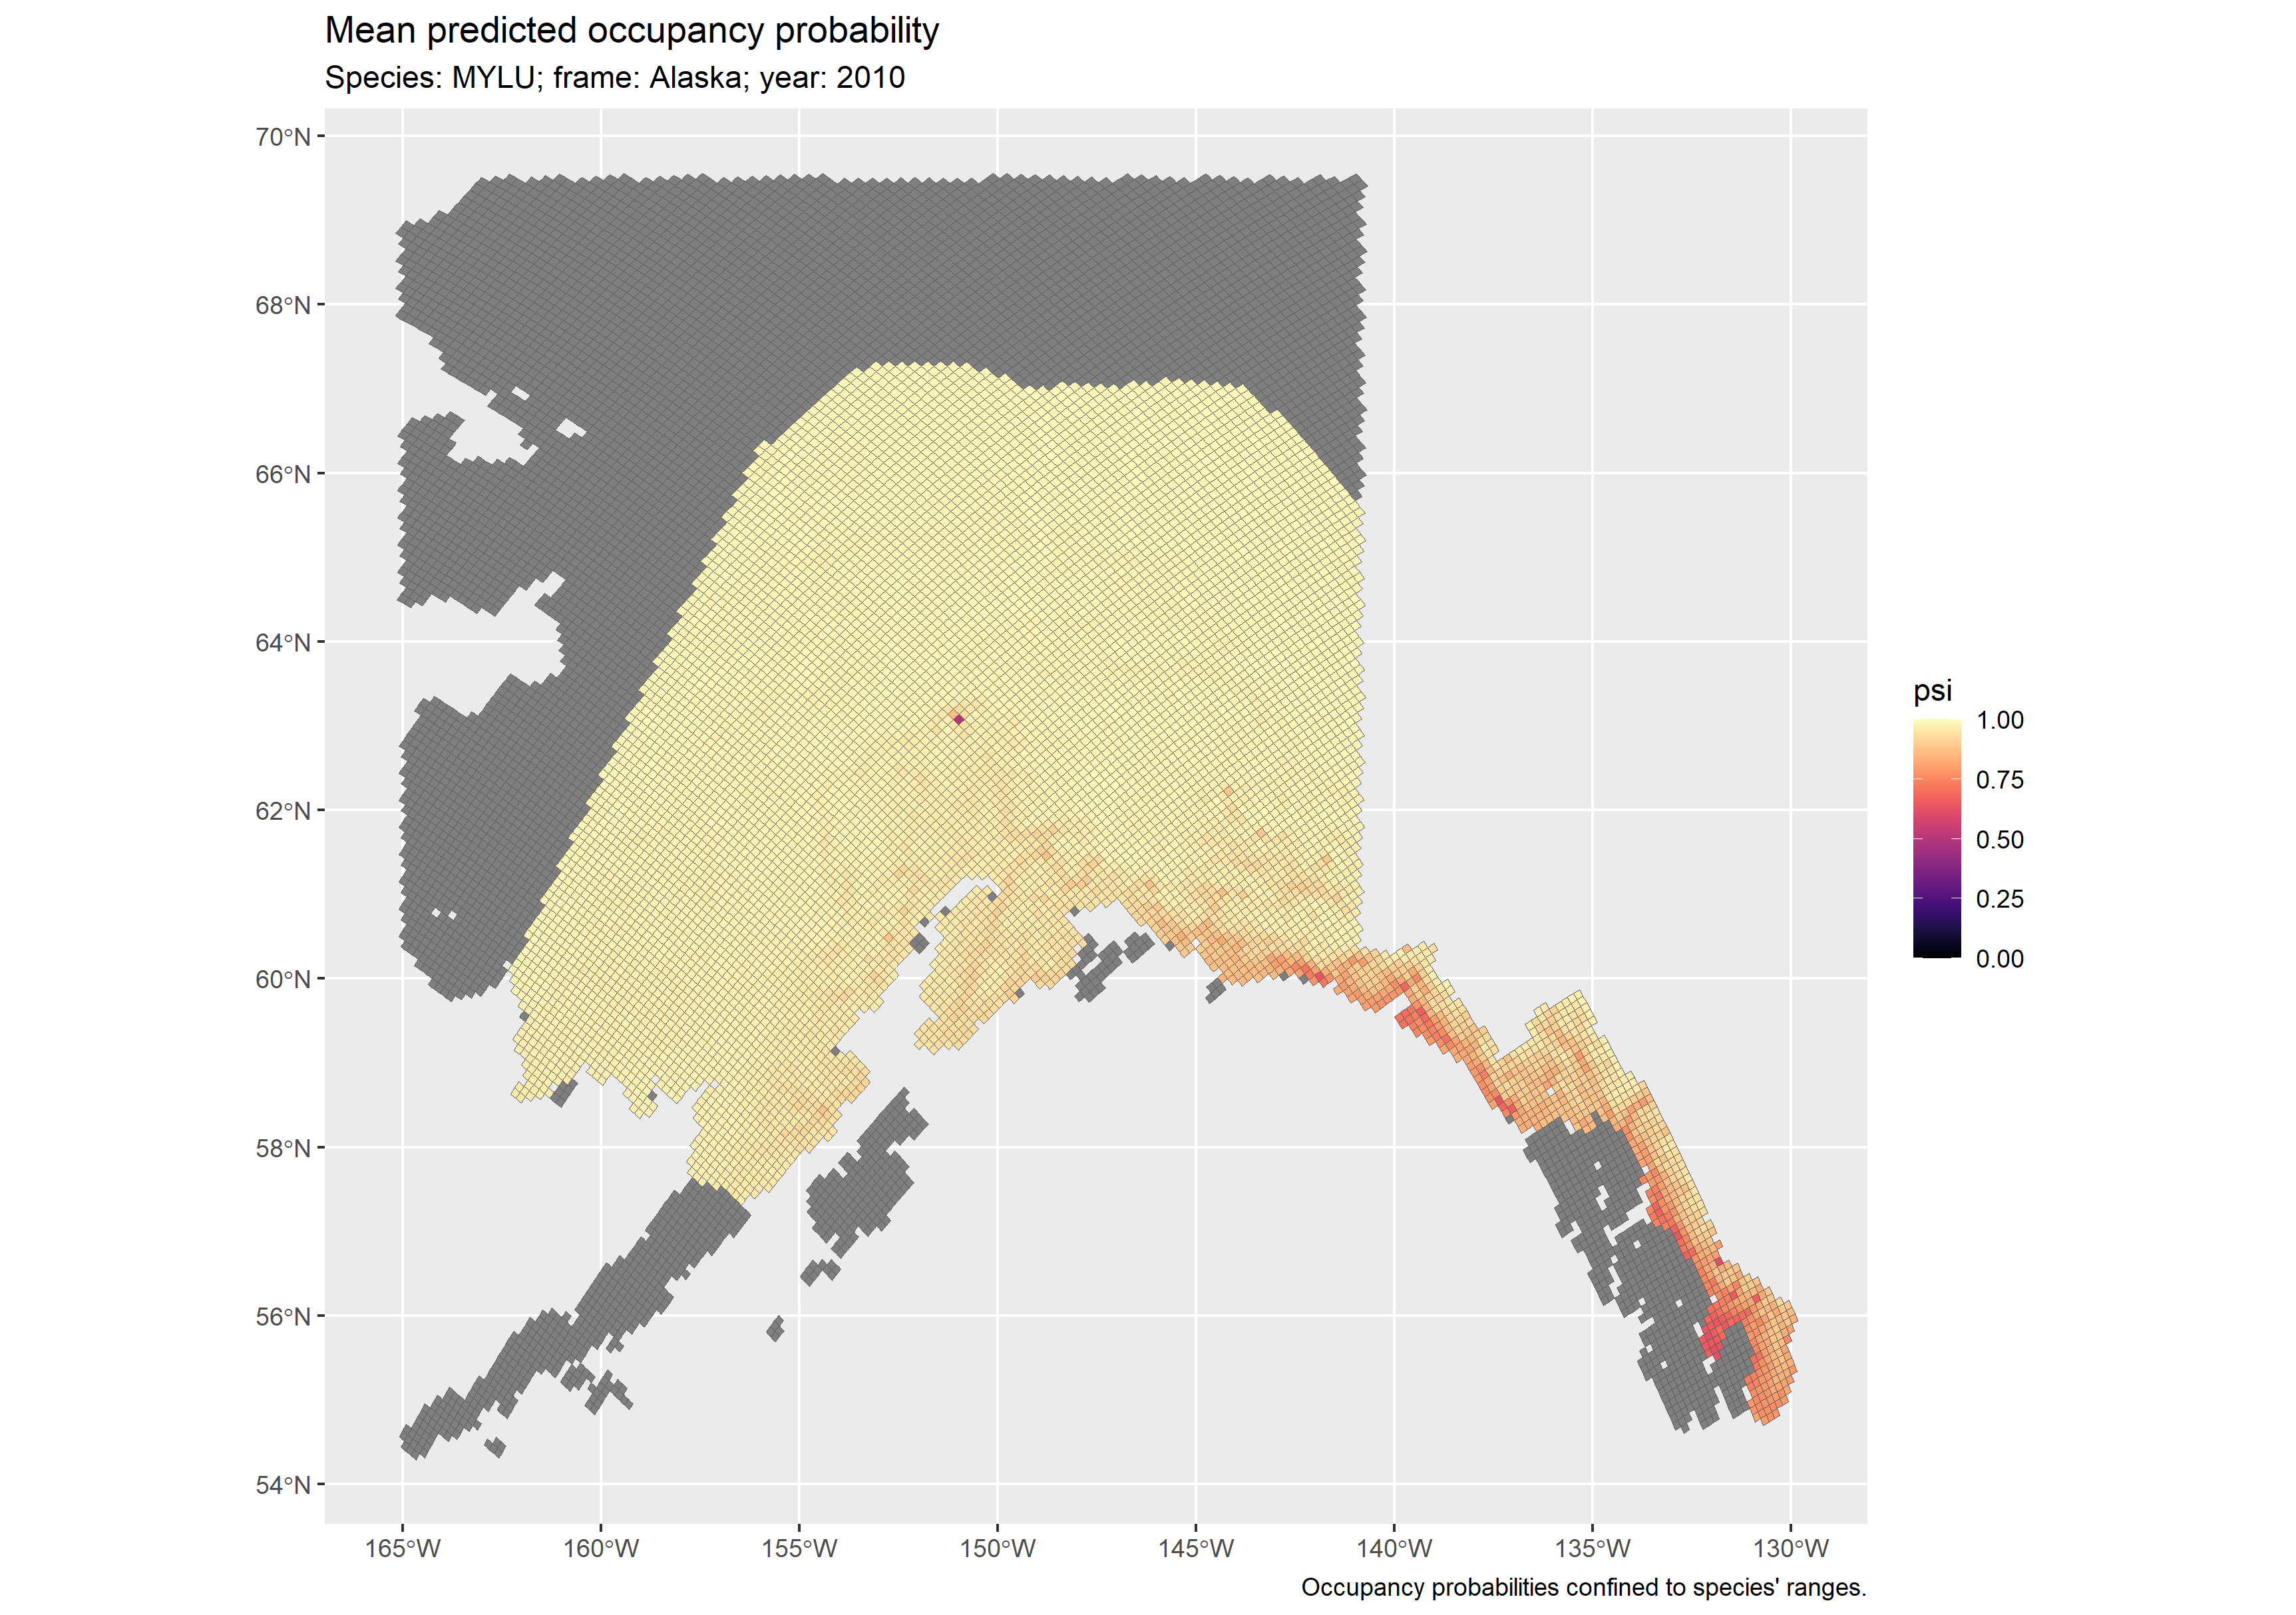 Mean predicted occupancy probability
Species: MYLU; frame: Alaska; year: 2010
70°N
68°N
66°N
64°N
62°N
60°N
58°N
56°N
54°N
165°W 160°W 155°W 150°W 145°W 140°W 135°W 130°W
psi
1.00
0.75
0.50
0.25
0.00
Occupancy probabilities confined to species' ranges.